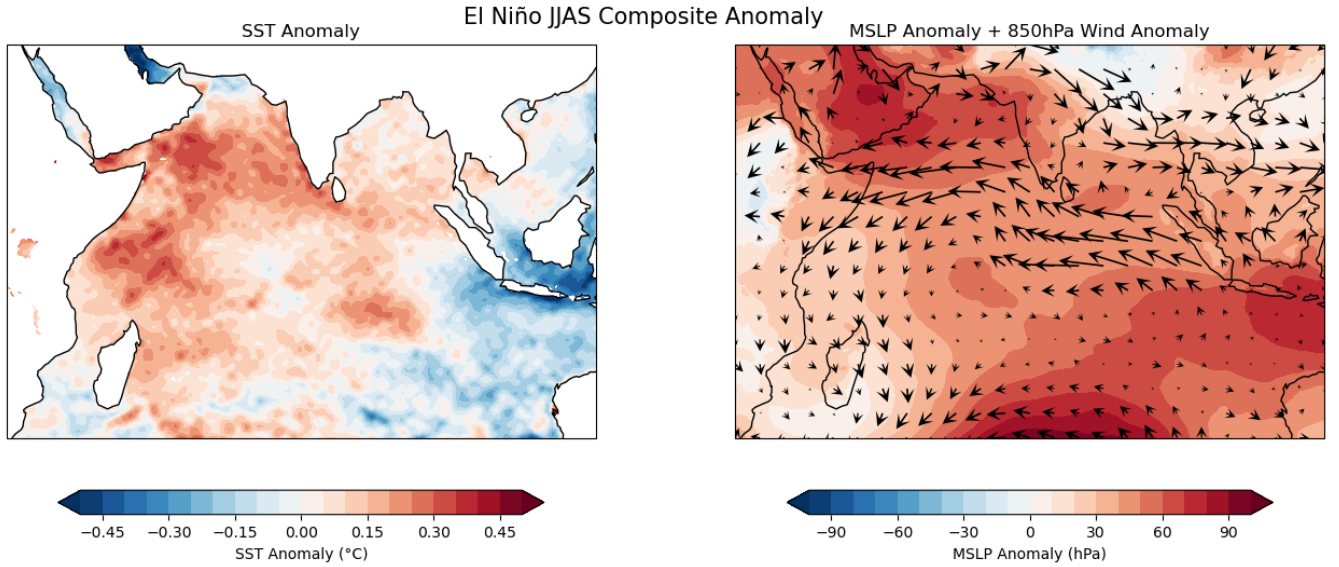 El Niño JJAS Composite Anomaly
SST Anomaly
MSLP Anomaly + 850hPa Wind Anomaly
−0.45 −0.30 −0.15 0.00 0.15 0.30 0.45
SST Anomaly (°C)
−90 −60 −30 0 30 60 90
MSLP Anomaly (hPa)